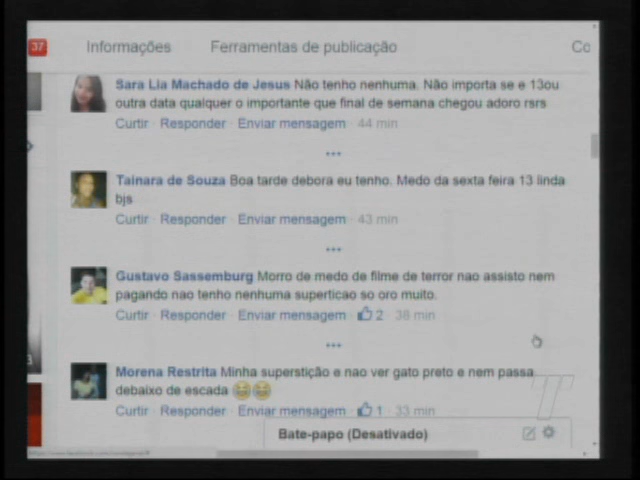 37 Informações Ferramentas de publicação Co
Sara Lia Machado de Jesus Não tenho nenhuma. Não importa se e 13ou
outra data qualquer o importante que final de semana chegou adoro rsrs
Curtir · Responder · Enviar mensagem · 44 min
•••
Tainara de Souza Boa tarde debora eu tenho. Medo da sexta feira 13 linda
bjs
Curtir · Responder · Enviar mensagem · 43 min
•••
Gustavo Sassemburg Morro de medo de filme de terror nao assisto nem
pagando nao tenho nenhuma superticao so oro muito.
Curtir · Responder · Enviar mensagem · 2 · 38 min
•••
Morena Restrita Minha superstição e nao ver gato preto e nem passa
debaixo de escada 😂😂
Curtir · Responder · Enviar mensagem · 1 · 33 min
Bate-papo (Desativado)